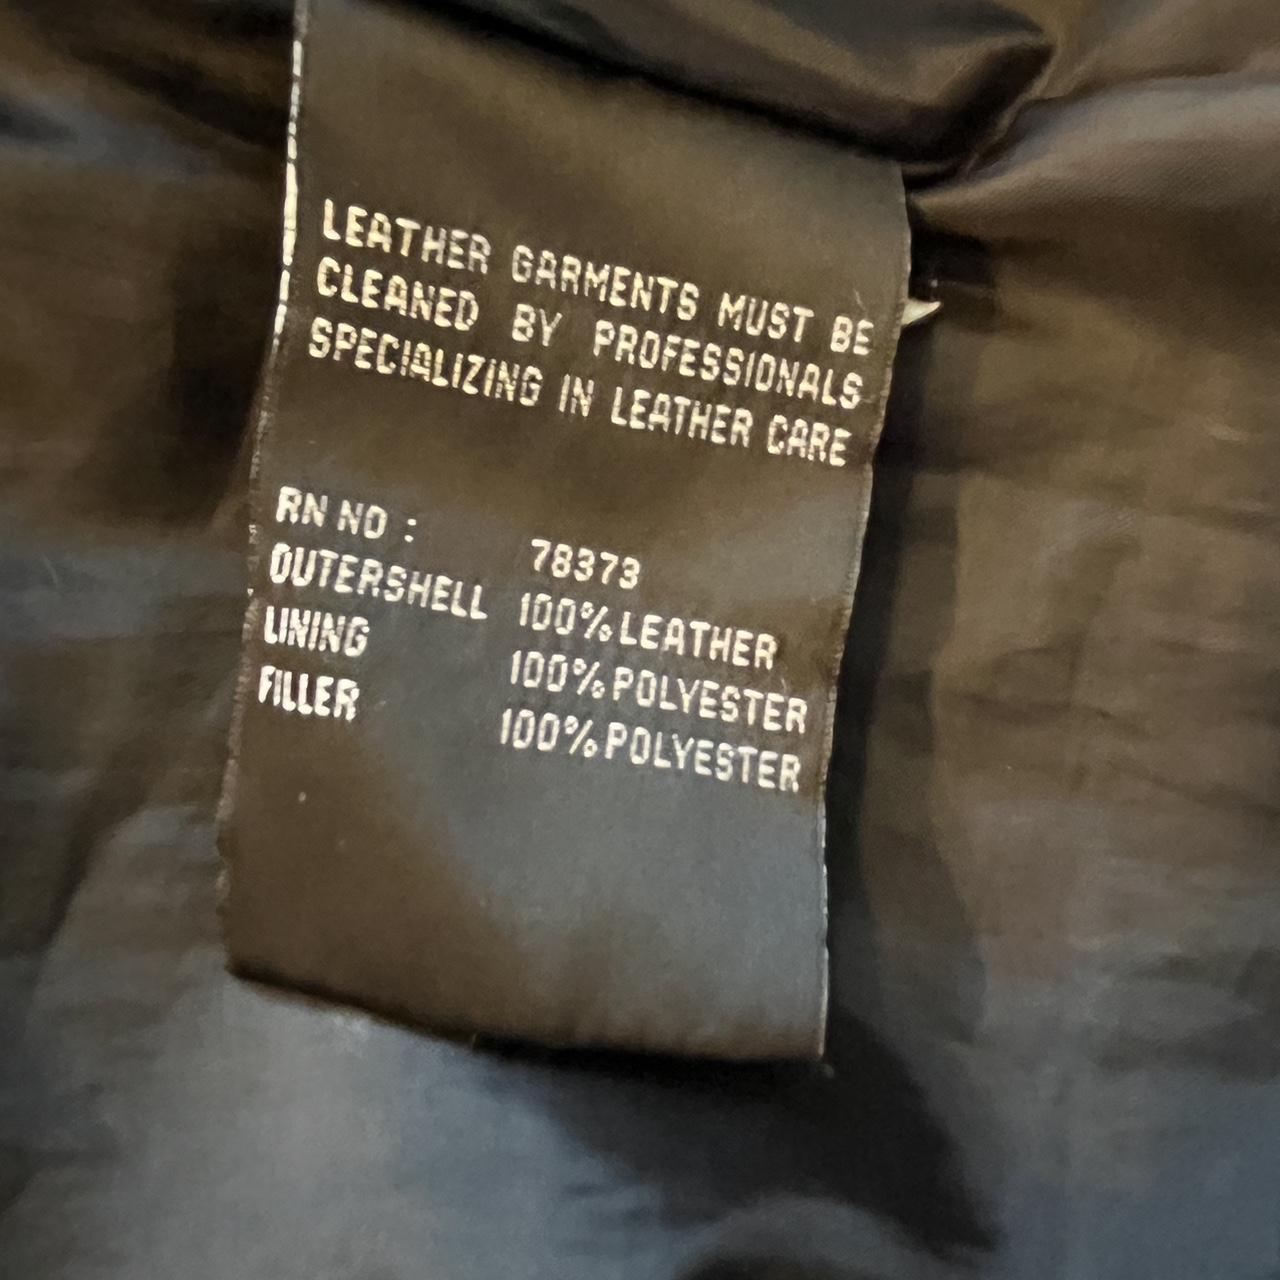 LEATHER GARMENTS MUST BE
CLEANED BY PROFESSIONALS
SPECIALIZING IN LEATHER CARE
RN NO : 78373
OUTERSHELL 100% LEATHER
LINING 100% POLYESTER
FILLER 100% POLYESTER